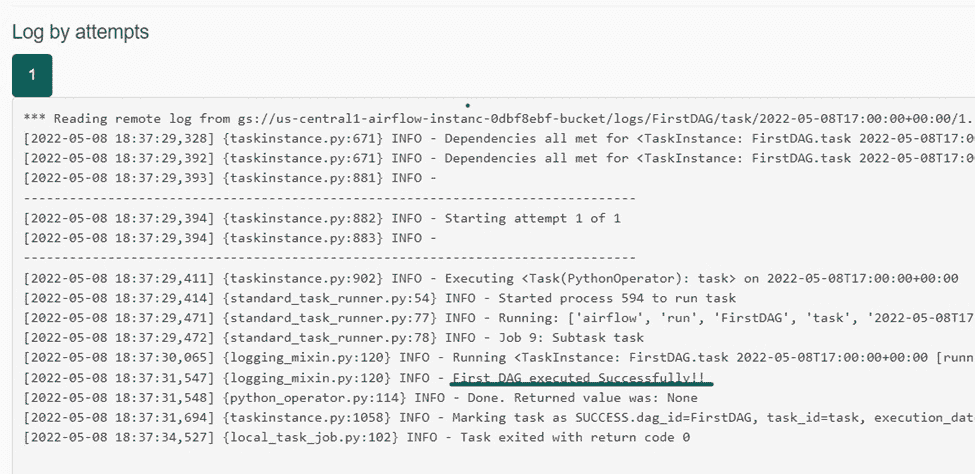 Log by attempts
1
*** Reading remote log from gs://us-central1-airflow-instanc-0dbf8ebf-bucket/logs/FirstDAG/task/2022-05-08T17:00:00+00:00/1.
[2022-05-08 18:37:29,328] {taskinstance.py:671} INFO - Dependencies all met for <TaskInstance: FirstDAG.task 2022-05-08T17:0
[2022-05-08 18:37:29,392] {taskinstance.py:671} INFO - Dependencies all met for <TaskInstance: FirstDAG.task 2022-05-08T17:0
[2022-05-08 18:37:29,393] {taskinstance.py:881} INFO -
--------------------------------------------------------------------------------
[2022-05-08 18:37:29,394] {taskinstance.py:882} INFO - Starting attempt 1 of 1
[2022-05-08 18:37:29,394] {taskinstance.py:883} INFO -
--------------------------------------------------------------------------------
[2022-05-08 18:37:29,411] {taskinstance.py:902} INFO - Executing <Task(PythonOperator): task> on 2022-05-08T17:00:00+00:00
[2022-05-08 18:37:29,414] {standard_task_runner.py:54} INFO - Started process 594 to run task
[2022-05-08 18:37:29,471] {standard_task_runner.py:77} INFO - Running: ['airflow', 'run', 'FirstDAG', 'task', '2022-05-08T17
[2022-05-08 18:37:29,472] {standard_task_runner.py:78} INFO - Job 9: Subtask task
[2022-05-08 18:37:30,065] {logging_mixin.py:120} INFO - Running <TaskInstance: FirstDAG.task 2022-05-08T17:00:00+00:00 [runn
[2022-05-08 18:37:31,547] {logging_mixin.py:120} INFO - First DAG executed Successfully!!
[2022-05-08 18:37:31,548] {python_operator.py:114} INFO - Done. Returned value was: None
[2022-05-08 18:37:31,694] {taskinstance.py:1058} INFO - Marking task as SUCCESS.dag_id=FirstDAG, task_id=task, execution_dat
[2022-05-08 18:37:34,527] {local_task_job.py:102} INFO - Task exited with return code 0